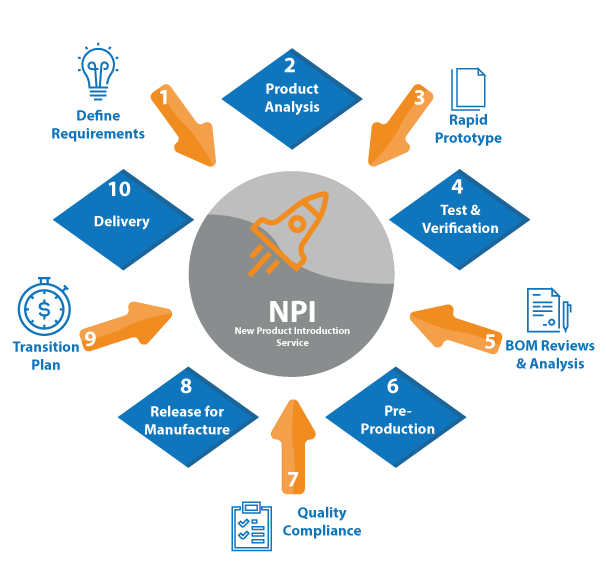 1
Define
Requirements
2
Product
Analysis
3
Rapid
Prototype
4
Test &
Verification
5
BOM Reviews
& Analysis
6
Pre-
Production
7
Quality
Compliance
8
Release for
Manufacture
9
$
Transition
Plan
10
Delivery
NPI
New Product Introduction
Service